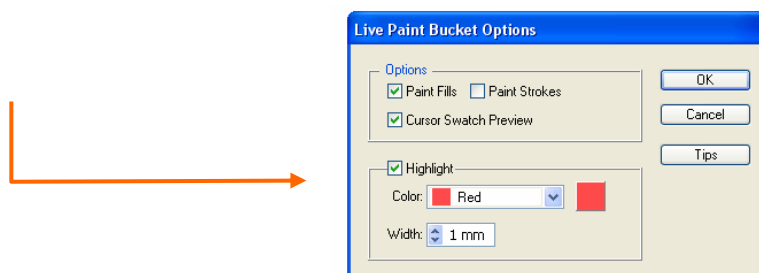 Live Paint Bucket Options
Options
Paint Fills Paint Strokes
Cursor Swatch Preview
OK
Cancel
Tips
Highlight
Color: Red
Width: 1 mm